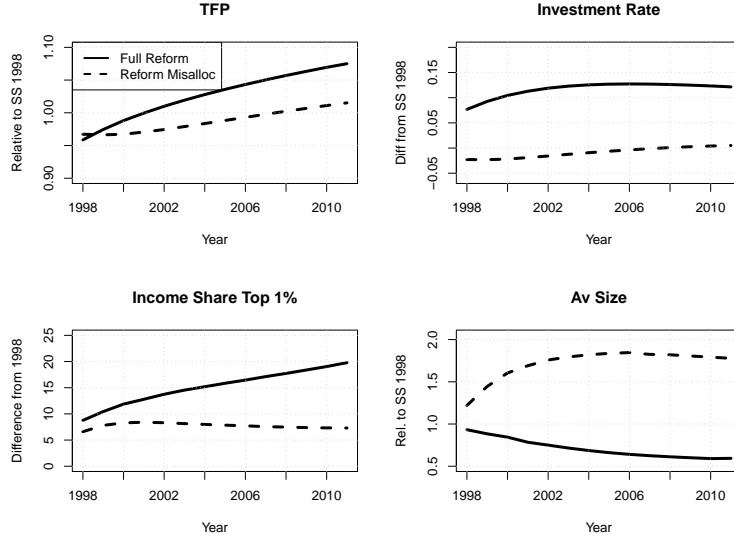 TFP
Relative to SS 1998
1.10
1.00
0.90
Full Reform
Reform Misalloc
1998 2002 2006 2010
Year
Investment Rate
Diff from SS 1998
0.15
0.05
−0.05
1998 2002 2006 2010
Year
Income Share Top 1%
Difference from 1998
25
20
15
10
5
0
1998 2002 2006 2010
Year
Av Size
Rel. to SS 1998
2.0
1.5
1.0
0.5
1998 2002 2006 2010
Year